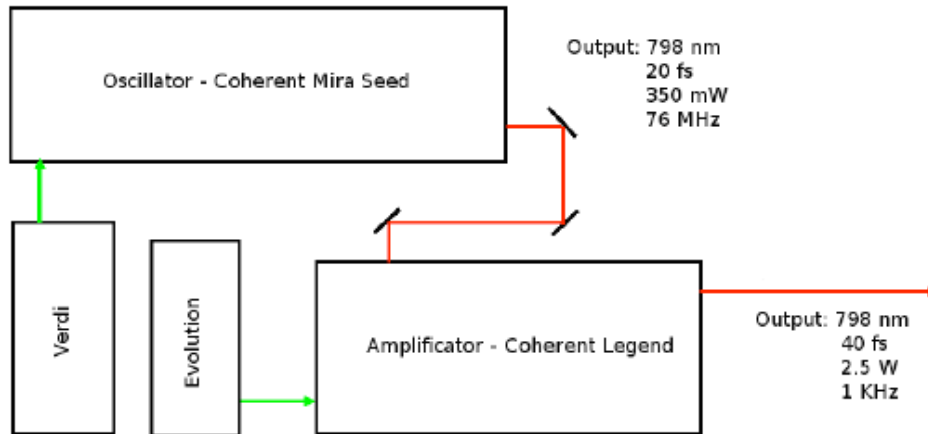 Oscillator - Coherent Mira Seed
Output: 798 nm
20 fs
350 mW
76 MHz
Verdi
Evolution
Amplificator - Coherent Legend
Output: 798 nm
40 fs
2.5 W
1 KHz